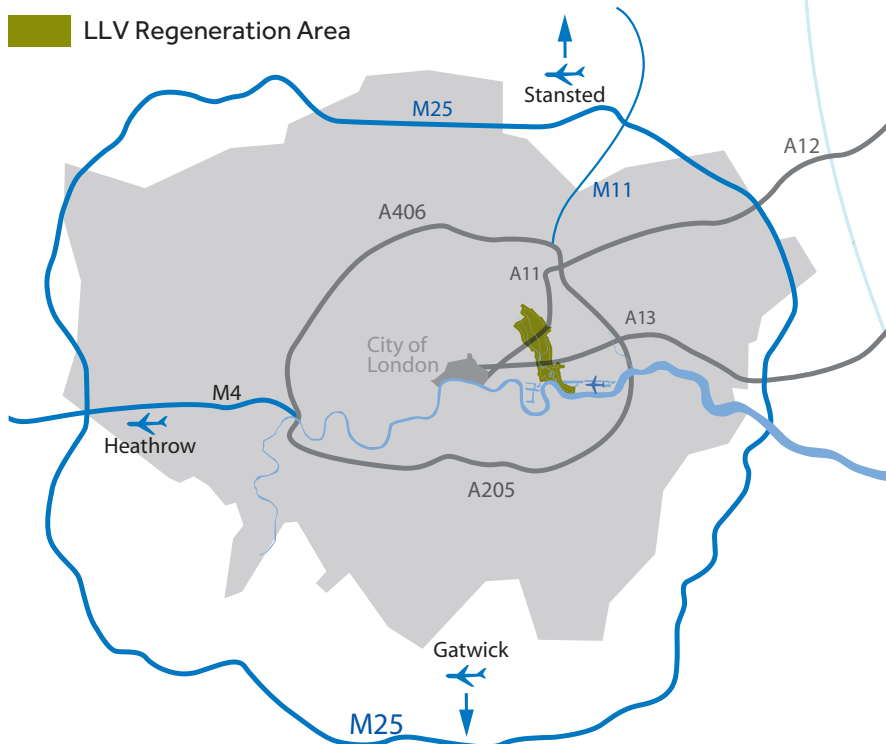 LLV Regeneration Area
Stansted
M25
A12
M11
A406
A11
A13
City of
London
M4
Heathrow
A205
Gatwick
M25